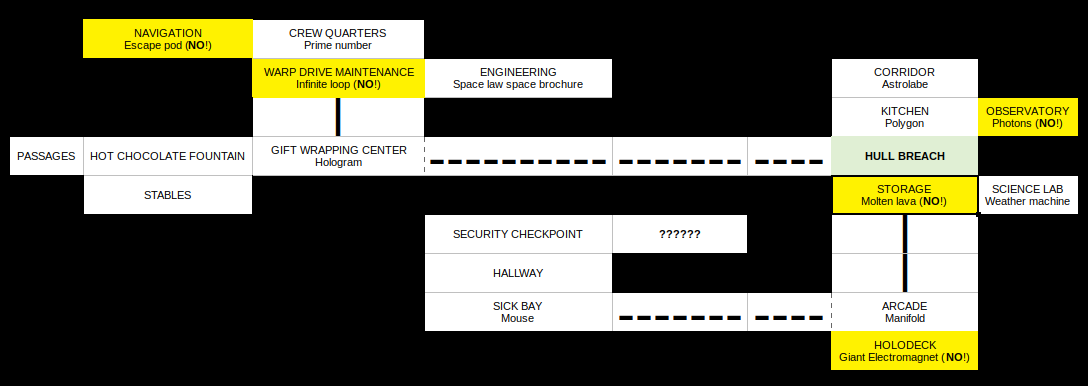 NAVIGATION
Escape pod (NO!)
CREW QUARTERS
Prime number
WARP DRIVE MAINTENANCE
Infinite loop (NO!)
ENGINEERING
Space law space brochure
CORRIDOR
Astrolabe
KITCHEN
Polygon
OBSERVATORY
Photons (NO!)
PASSAGES
HOT CHOCOLATE FOUNTAIN
GIFT WRAPPING CENTER
Hologram
HULL BREACH
STABLES
STORAGE
Molten lava (NO!)
SCIENCE LAB
Weather machine
SECURITY CHECKPOINT
??????
HALLWAY
SICK BAY
Mouse
ARCADE
Manifold
HOLODECK
Giant Electromagnet (NO!)